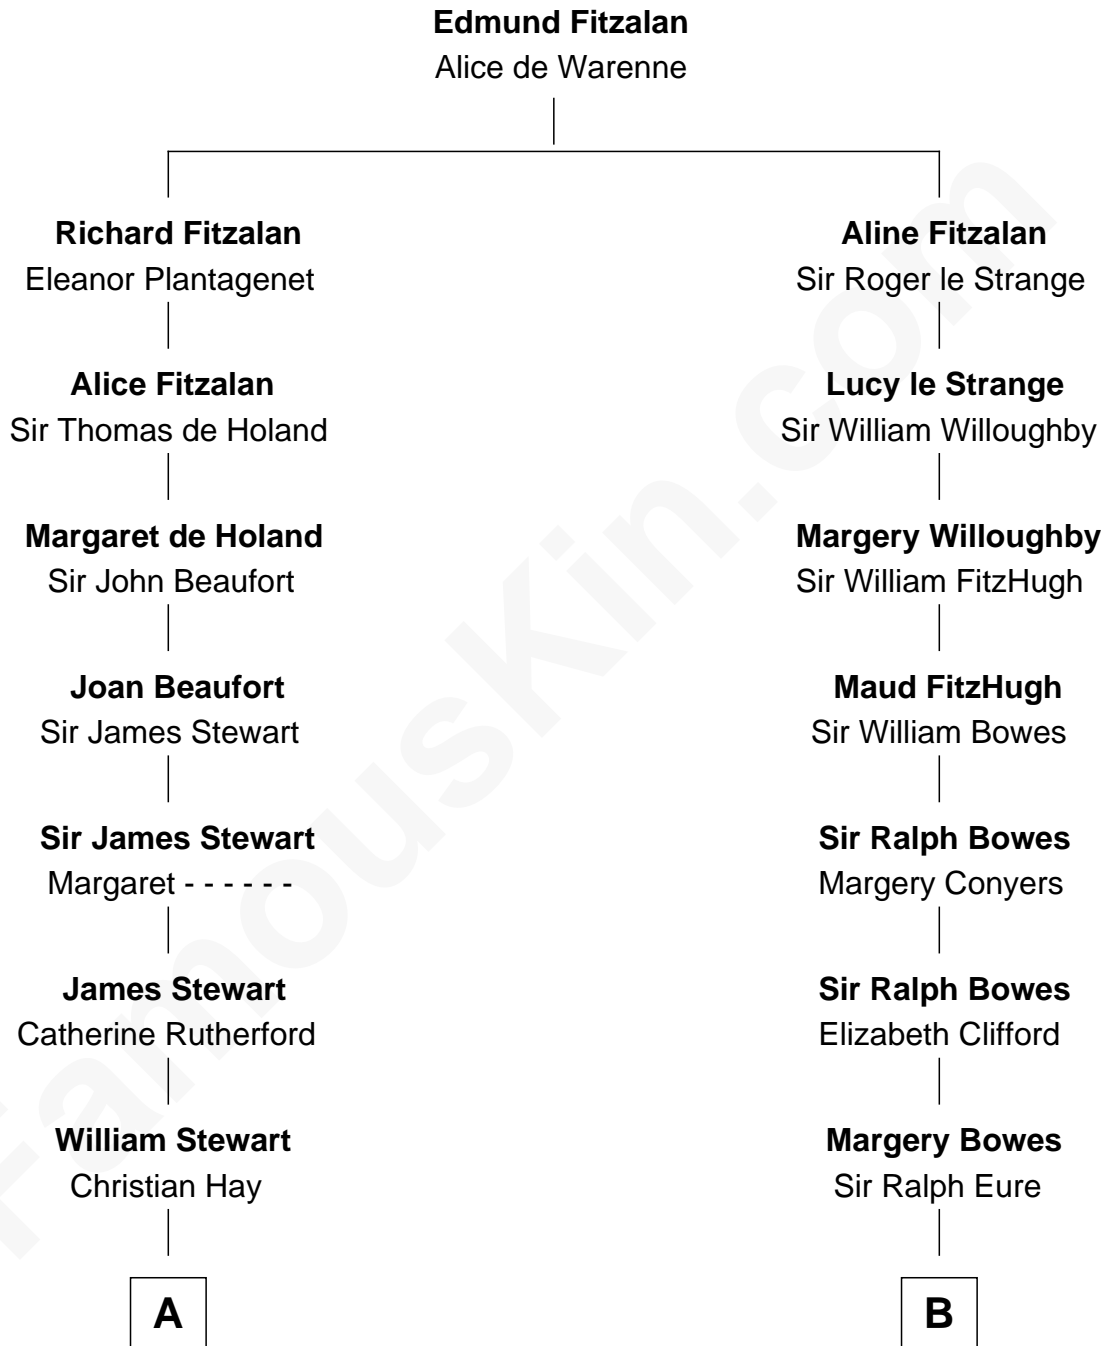 Edmund Fitzalan
Alice de Warenne
Richard Fitzalan
Eleanor Plantagenet
Aline Fitzalan
Sir Roger le Strange
Alice Fitzalan
Sir Thomas de Holand
Lucy le Strange
Sir William Willoughby
Margaret de Holand
Sir John Beaufort
Margery Willoughby
Sir William FitzHugh
Joan Beaufort
Sir James Stewart
Maud FitzHugh
Sir William Bowes
Sir James Stewart
Margaret - - - - - -
Sir Ralph Bowes
Margery Conyers
James Stewart
Catherine Rutherford
Sir Ralph Bowes
Elizabeth Clifford
William Stewart
Christian Hay
Margery Bowes
Sir Ralph Eure
A
B
FamousKin.com